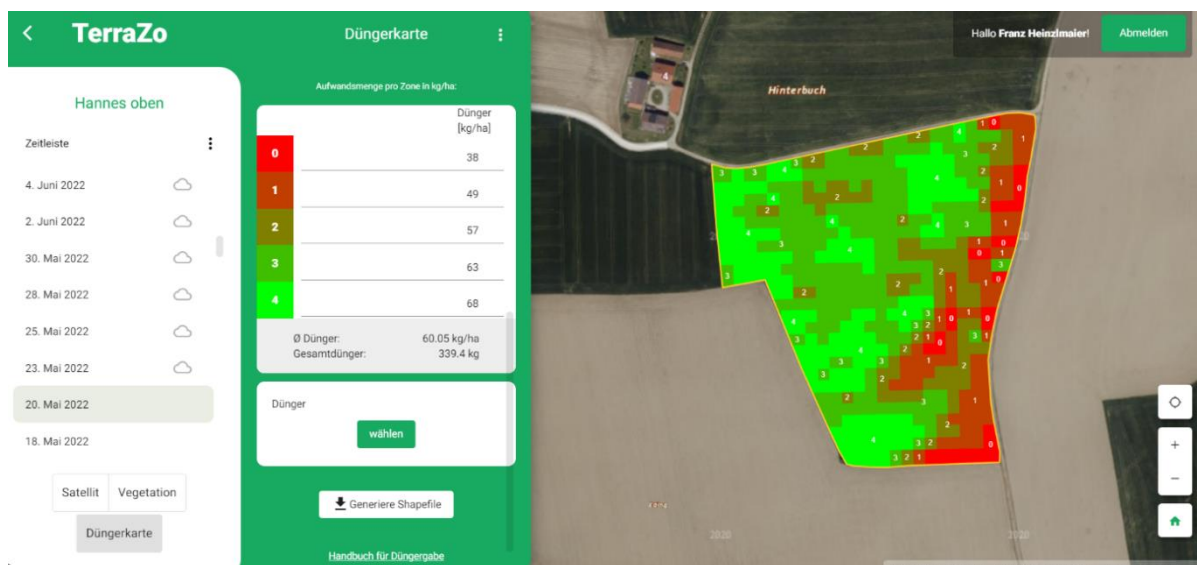 TerraZo
Hannes oben
Zeitleiste
4. Juni 2022
2. Juni 2022
30. Mai 2022
28. Mai 2022
25. Mai 2022
23. Mai 2022
20. Mai 2022
18. Mai 2022
Satellit Vegetation
Düngerkarte
Düngerkarte
Aufwandsmenge pro Zone in kg/ha:
Dünger
[kg/ha]
0 38
1 49
2 57
3 63
4 68
Ø Dünger: 60.05 kg/ha
Gesamtdünger: 339.4 kg
Dünger
wählen
Generiere Shapefile
Handbuch für Düngergabe
Hallo Franz Heinzlmaier!
Abmelden
4
Hinterbuch
2020
2020
+
−